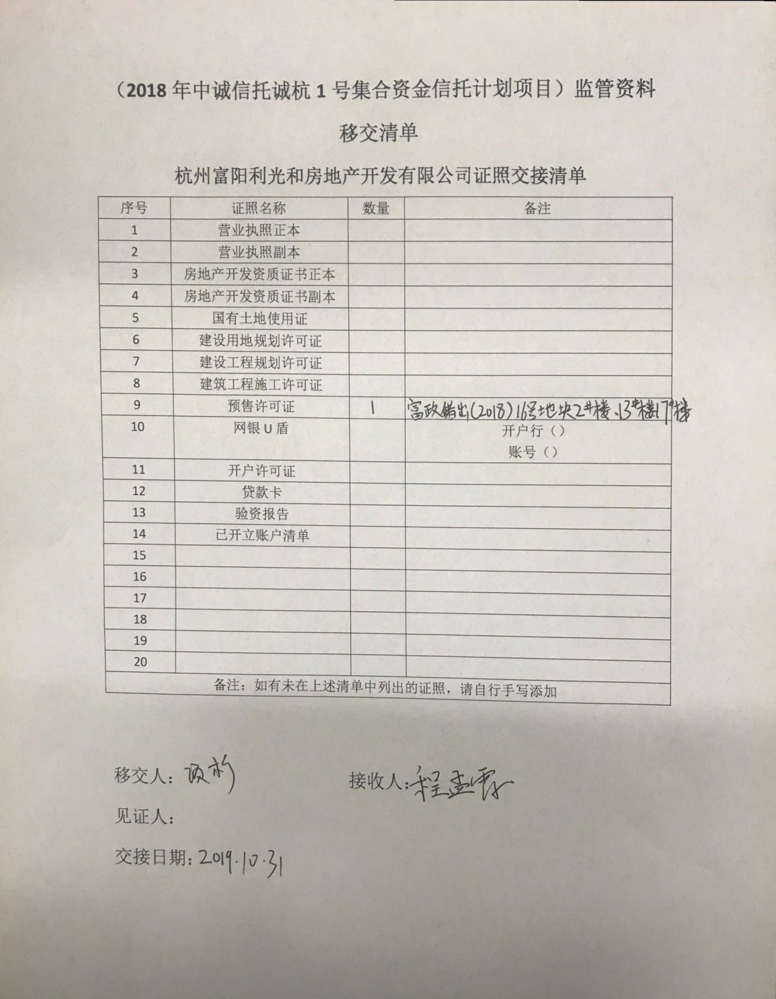 （2018 年中诚信托诚杭 1 号集合资金信托计划项目）监管资料
移交清单
杭州富阳利光和房地产开发有限公司证照交接清单
序号 证照名称 数量 备注
1 营业执照正本
2 营业执照副本
3 房地产开发资质证书正本
4 房地产开发资质证书副本
5 国有土地使用证
6 建设用地规划许可证
7 建设工程规划许可证
8 建筑工程施工许可证
9 预售许可证 1 富政储出(2018)16号地块2#楼、13#楼17#楼
10 网银 U 盾 开户行（）
账号（）
11 开户许可证
12 贷款卡
13 验资报告
14 已开立账户清单
15
16
17
18
19
20
备注：如有未在上述清单中列出的证照，请自行手写添加
移交人：项杉 接收人：程孟霞
见证人：
交接日期：2019.10.31